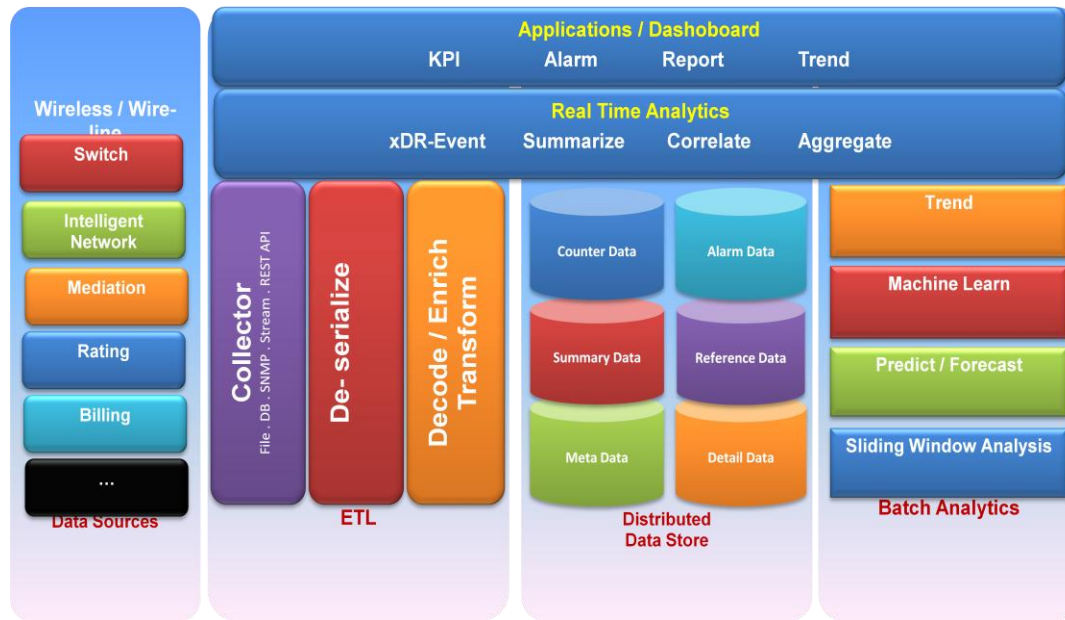 Applications / Dashoboard
KPI Alarm Report Trend
Real Time Analytics
xDR-Event Summarize Correlate Aggregate
Wireless / Wire-
line
Switch
Intelligent
Network
Mediation
Rating
Billing
...
Data Sources
Collector
File . DB . SNMP . Stream . REST API
De- serialize
Decode / Enrich
Transform
ETL
Counter Data
Alarm Data
Summary Data
Reference Data
Meta Data
Detail Data
Distributed
Data Store
Trend
Machine Learn
Predict / Forecast
Sliding Window Analysis
Batch Analytics